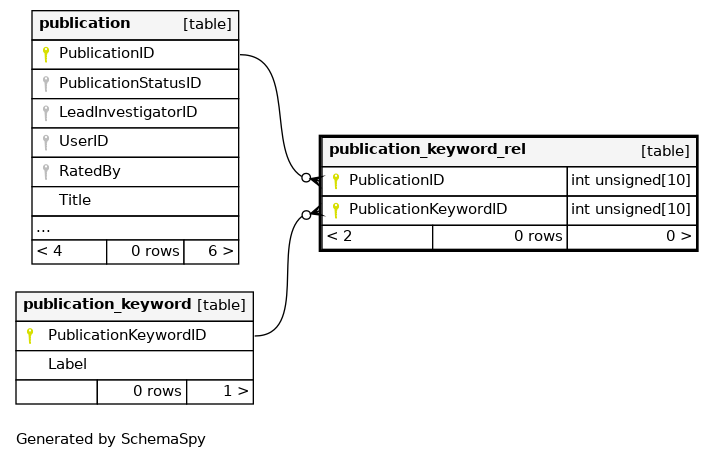 publication [table]
PublicationID
PublicationStatusID
LeadInvestigatorID
UserID
RatedBy
Title
...
< 4 0 rows 6 >
publication_keyword_rel [table]
PublicationID int unsigned[10]
PublicationKeywordID int unsigned[10]
< 2 0 rows 0 >
publication_keyword [table]
PublicationKeywordID
Label
0 rows 1 >
Generated by SchemaSpy